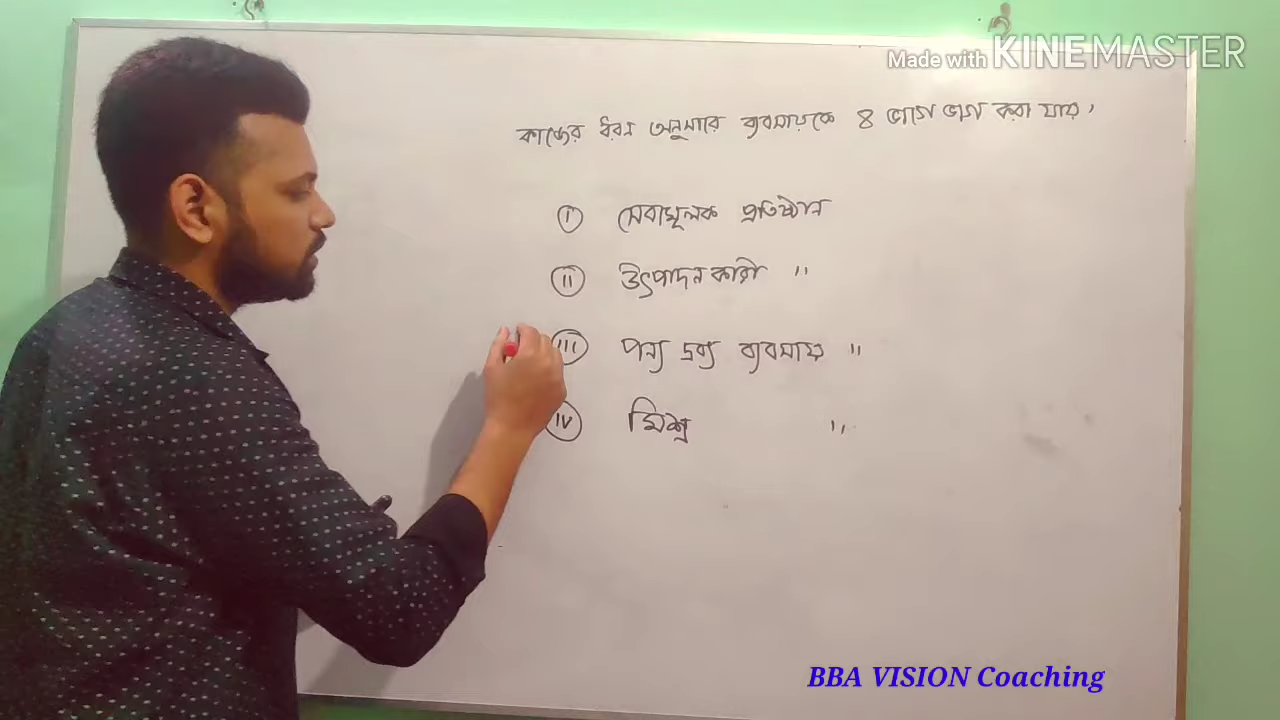 Made with KINEMASTER
কাজের ধরন অনুসারে ব্যবসায়কে ৪ ভাগে ভাগ করা যায়,
I সেবামূলক প্রতিষ্ঠান
II উৎপাদনকারী "
III পন্য দ্রব্য ব্যবসায় "
IV মিশ্র "
BBA VISION Coaching